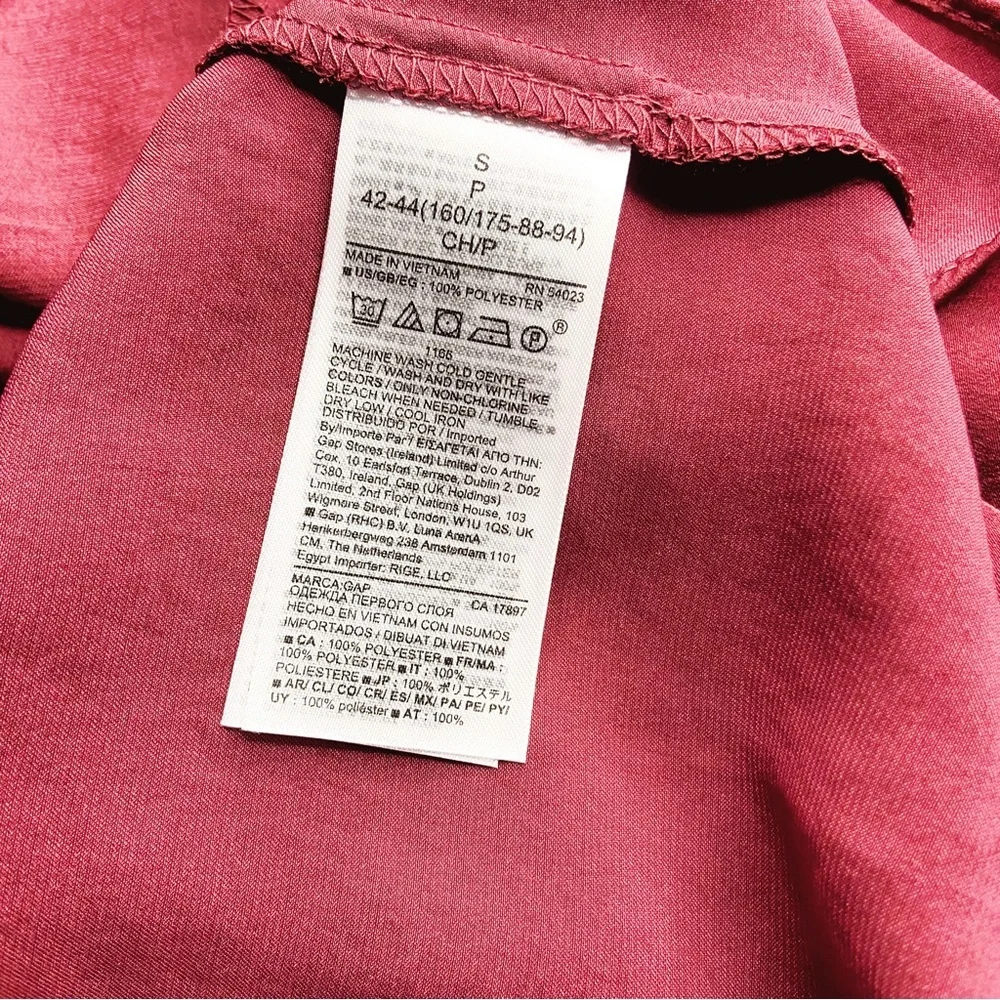 S
P
42-44(160/175-88-94)
CH/P
MADE IN VIETNAM RN 54023
■ US/GB/EG : 100% POLYESTER
30 P ®
1166
MACHINE WASH COLD GENTLE
CYCLE / WASH AND DRY WITH LIKE
COLORS / ONLY NON-CHLORINE
BLEACH WHEN NEEDED / TUMBLE
DRY LOW / COOL IRON
DISTRIBUIDO POR / Imported
By/Importe Par / ΕΙΣΑΓΕΤΑΙ ΑΠΟ ΤΗΝ:
Gap Stores (Ireland) Limited c/o Arthur
Cox, 10 Earlsfort Terrace, Dublin 2, D02
T380, Ireland, Gap (UK Holdings)
Limited, 2nd Floor Nations House, 103
Wigmore Street, London, W1U 1QS, UK
■ Gap (RHC) B.V. Luna ArenA
Herikerbergweg 238 Amsterdam 1101
CM, The Netherlands
Egypt Importer: RIGE, LLC
MARCA:GAP CA 17897
ОДЕЖДА ПЕРВОГО СЛОЯ
HECHO EN VIETNAM CON INSUMOS
IMPORTADOS / DIBUAT DI VIETNAM
■ CA : 100% POLYESTER ■ FR/MA :
100% POLYESTER ■ IT : 100%
POLIESTERE ■ JP : 100% ポリエステル
■ AR/ CL/ CO/ CR/ ES/ MX/ PA/ PE/ PY/
UY : 100% poliéster ■ AT : 100%